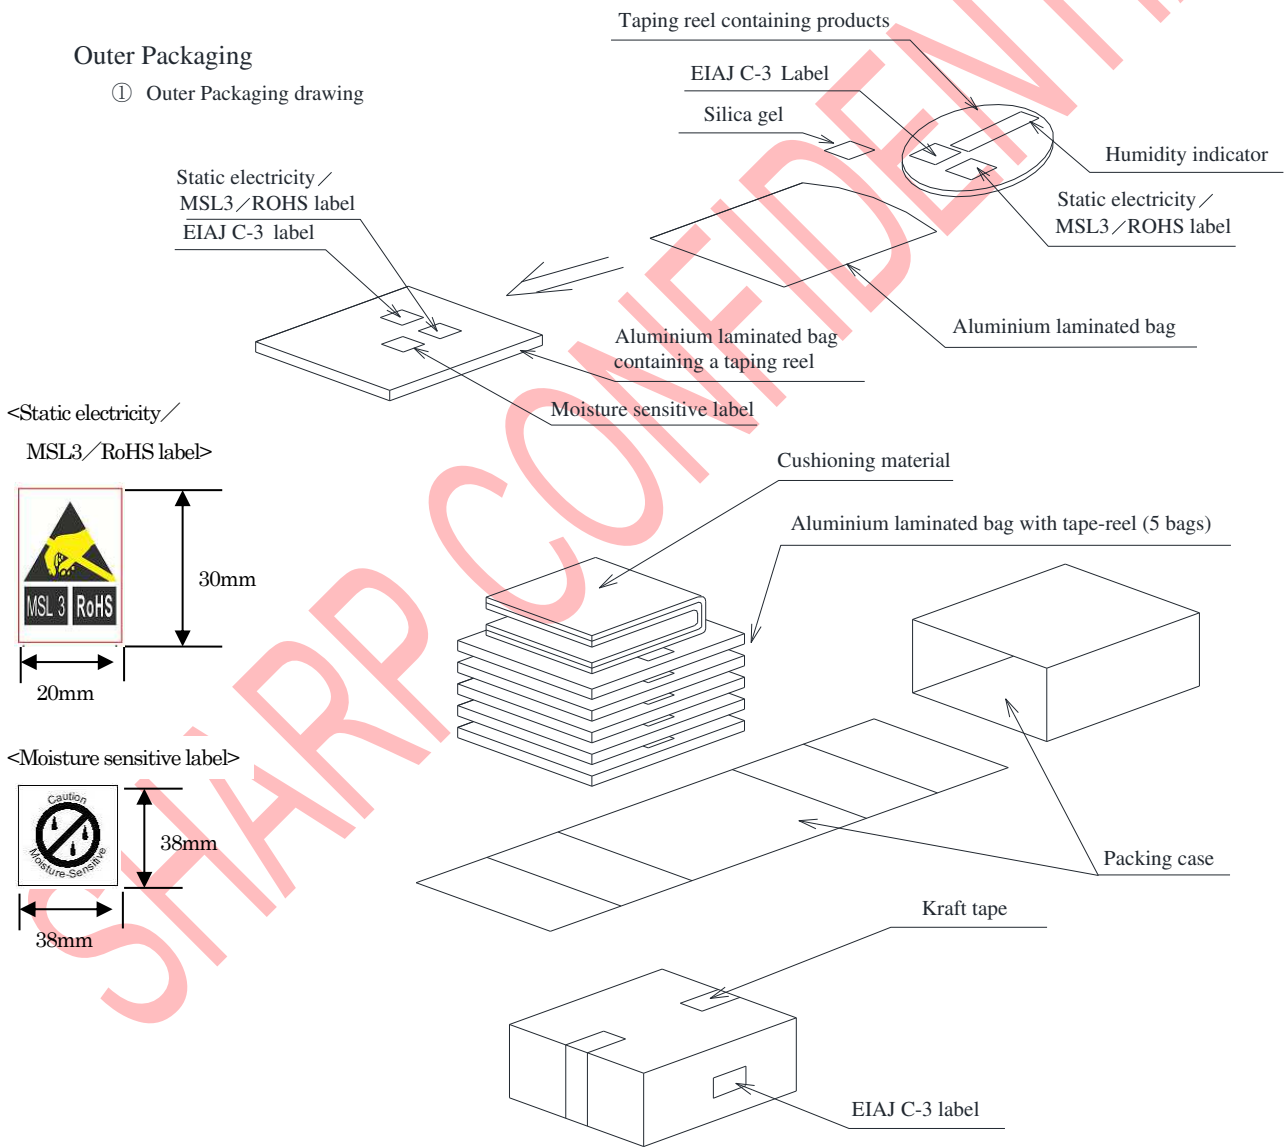 Outer Packaging
① Outer Packaging drawing
Taping reel containing products
EIAJ C-3 Label
Silica gel
Humidity indicator
Static electricity／
MSL3／ROHS label
Static electricity／
MSL3／ROHS label
EIAJ C-3 label
Aluminium laminated bag
Aluminium laminated bag
containing a taping reel
Moisture sensitive label
<Static electricity／
MSL3／RoHS label>
MSL 3 RoHS
30mm
20mm
Cushioning material
Aluminium laminated bag with tape-reel (5 bags)
<Moisture sensitive label>
Caution
Moisture-Sensitive
38mm
38mm
Packing case
Kraft tape
EIAJ C-3 label
SHARP CONFIDENTI